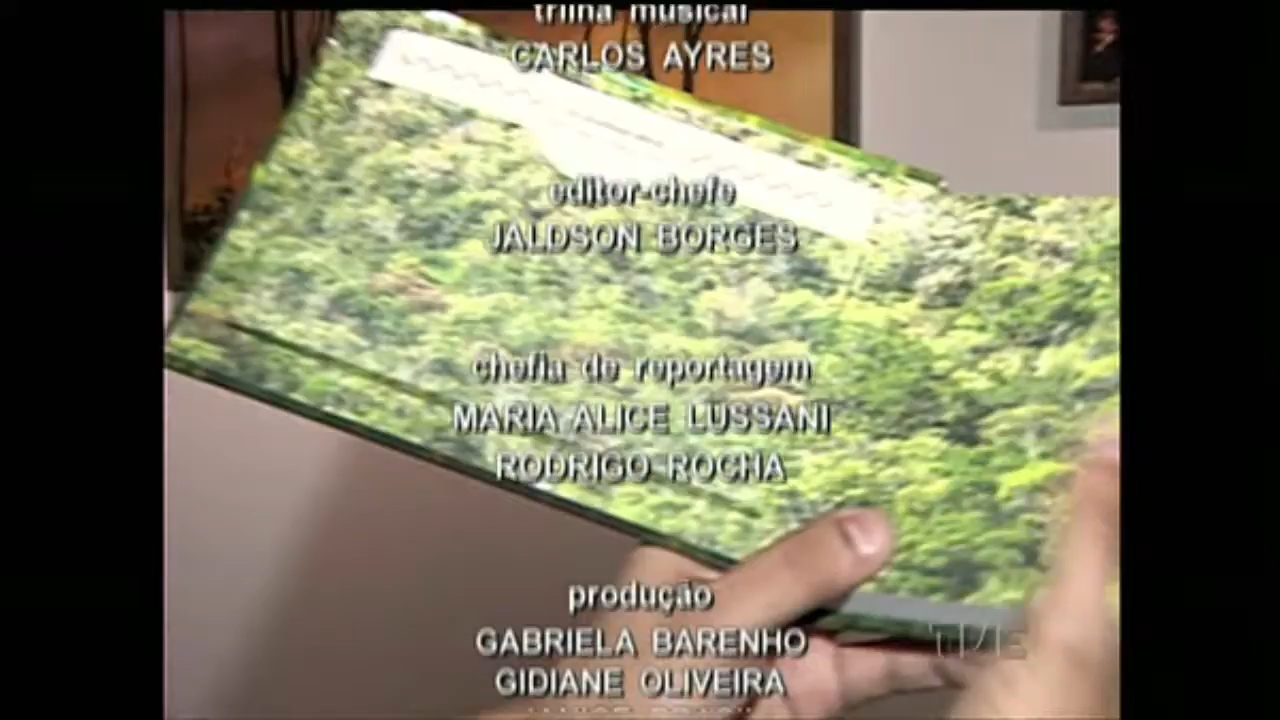 trilha musical
CARLOS AYRES
editor-chefe
JALDSON BORGES
chefia de reportagem
MARIA ALICE LUSSANI
RODRIGO ROCHA
produção
GABRIELA BARENHO
GIDIANE OLIVEIRA